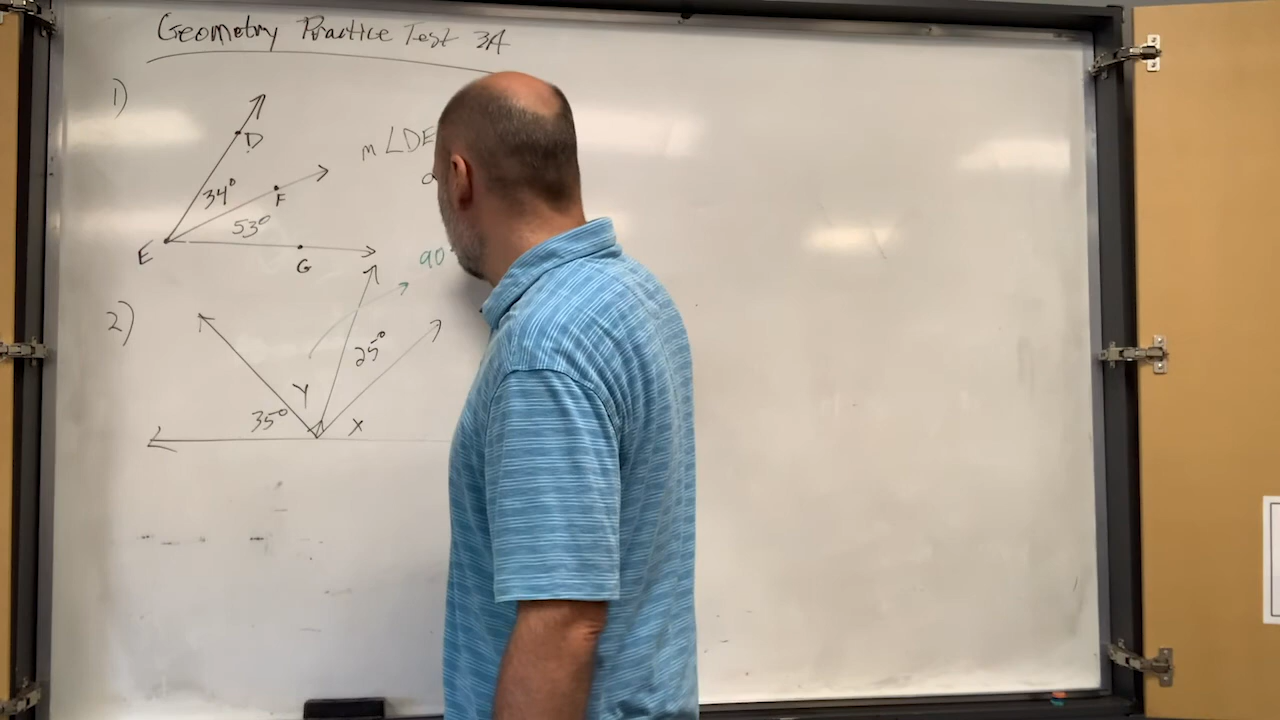 Geometry Practice Test 3A
1)
D
m∠DE
34°
F
53°
E
G
90°
2)
25°
Y
35°
X